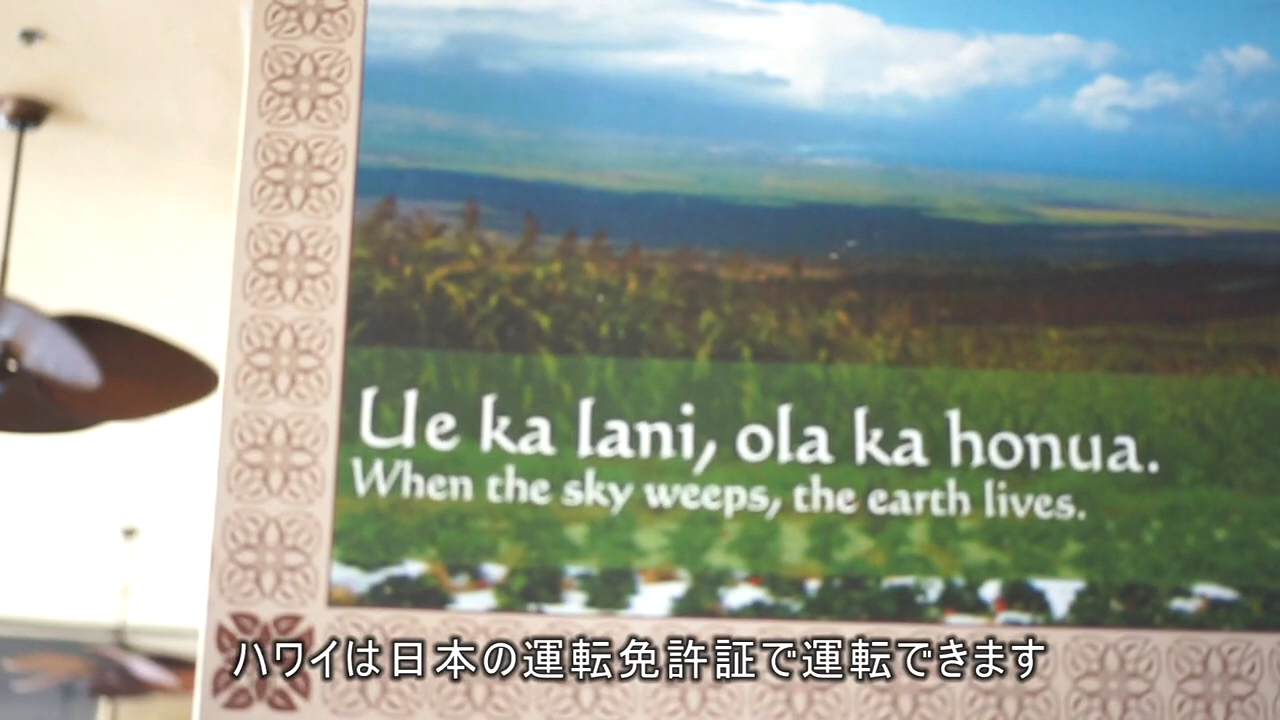 Ue ka lani, ola ka honua.
When the sky weeps, the earth lives.
ハワイは日本の運転免許証で運転できます